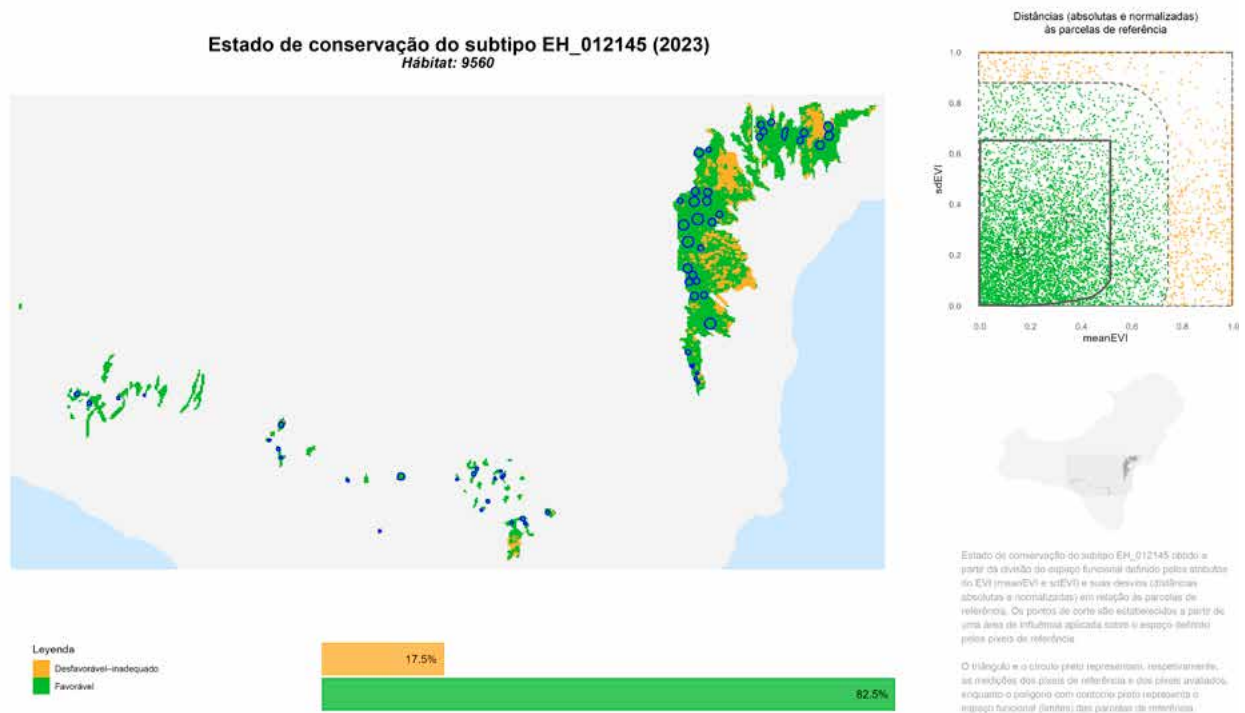 Estado de conservação do subtipo EH_012145 (2023)
Hábitat: 9560
Distâncias (absolutas e normalizadas)
às parcelas de referência
1.0
0.8
0.6
0.4
0.2
0.0
sdEVI
0.0 0.2 0.4 0.6 0.8 1.0
meanEVI
Estado de conservação do subtipo EH_012145 obtido a
partir da divisão do espaço funcional definido pelos atributos
do EVI (meanEVI e sdEVI) e suas desvios (distâncias
absolutas e normalizadas) em relação às parcelas de
referência. Os pontos de corte são estabelecidos a partir de
uma área de influência aplicada sobre o espaço definido
pelos pixeis de referência
O triângulo e o círculo preto representam, respetivamente,
as medições dos pixeis de referência e dos pixeis avaliados,
enquanto o polígono com contorno preto representa o
espaço funcional (limites) das parcelas de referência.
Leyenda
Desfavorável–inadequado
Favorável
17.5%
82.5%